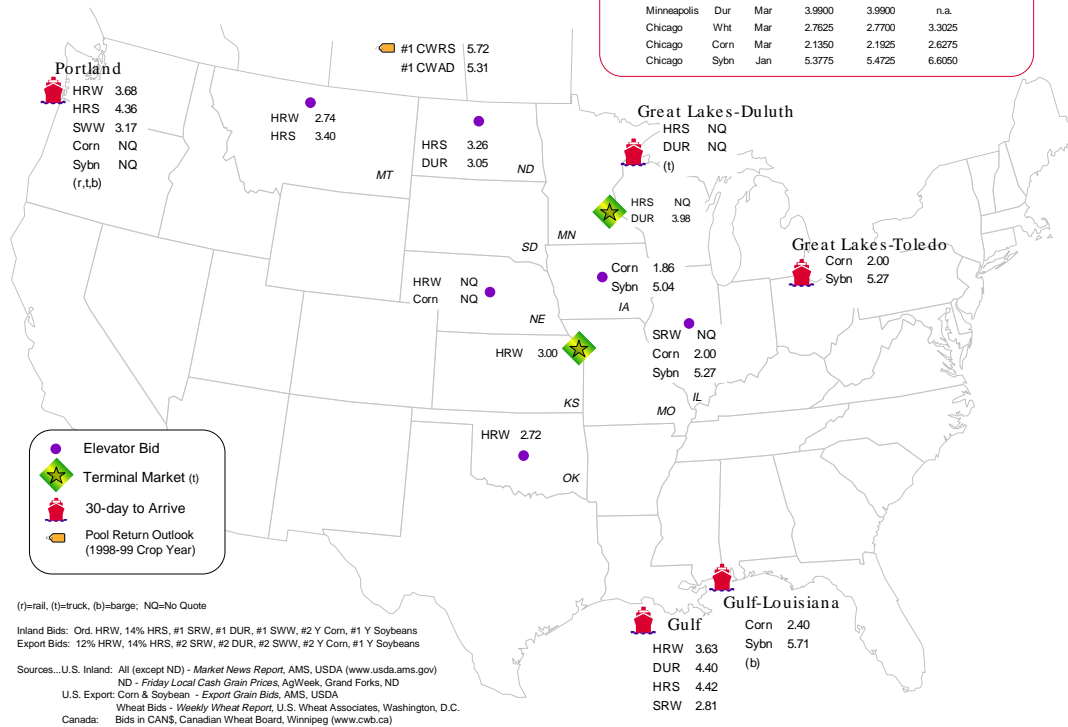 Minneapolis Dur Mar 3.9900 3.9900 n.a.
Chicago Wht Mar 2.7625 2.7700 3.3025
Chicago Corn Mar 2.1350 2.1925 2.6275
Chicago Sybn Jan 5.3775 5.4725 6.6050
#1 CWRS 5.72
#1 CWAD 5.31
Portland
HRW 3.68
HRS 4.36
SWW 3.17
Corn NQ
Sybn NQ
(r,t,b)
HRW 2.74
HRS 3.40
MT
HRS 3.26
DUR 3.05
ND
Great Lakes-Duluth
HRS NQ
DUR NQ
(t)
HRS NQ
DUR 3.98
MN
SD
Great Lakes-Toledo
Corn 2.00
Sybn 5.27
Corn 1.86
Sybn 5.04
IA
HRW NQ
Corn NQ
NE
SRW NQ
Corn 2.00
Sybn 5.27
IL
HRW 3.00
KS
MO
HRW 2.72
OK
Elevator Bid
Terminal Market (t)
30-day to Arrive
Pool Return Outlook
(1998-99 Crop Year)
Gulf-Louisiana
Corn 2.40
Sybn 5.71
(b)
Gulf
HRW 3.63
DUR 4.40
HRS 4.42
SRW 2.81
(r)=rail, (t)=truck, (b)=barge; NQ=No Quote
Inland Bids: Ord. HRW, 14% HRS, #1 SRW, #1 DUR, #1 SWW, #2 Y Corn, #1 Y Soybeans
Export Bids: 12% HRW, 14% HRS, #2 SRW, #2 DUR, #2 SWW, #2 Y Corn, #1 Y Soybeans
Sources...U.S. Inland: All (except ND) - Market News Report, AMS, USDA (www.usda.ams.gov)
ND - Friday Local Cash Grain Prices, AgWeek, Grand Forks, ND
U.S. Export: Corn & Soybean - Export Grain Bids, AMS, USDA
Wheat Bids - Weekly Wheat Report, U.S. Wheat Associates, Washington, D.C.
Canada: Bids in CAN$, Canadian Wheat Board, Winnipeg (www.cwb.ca)